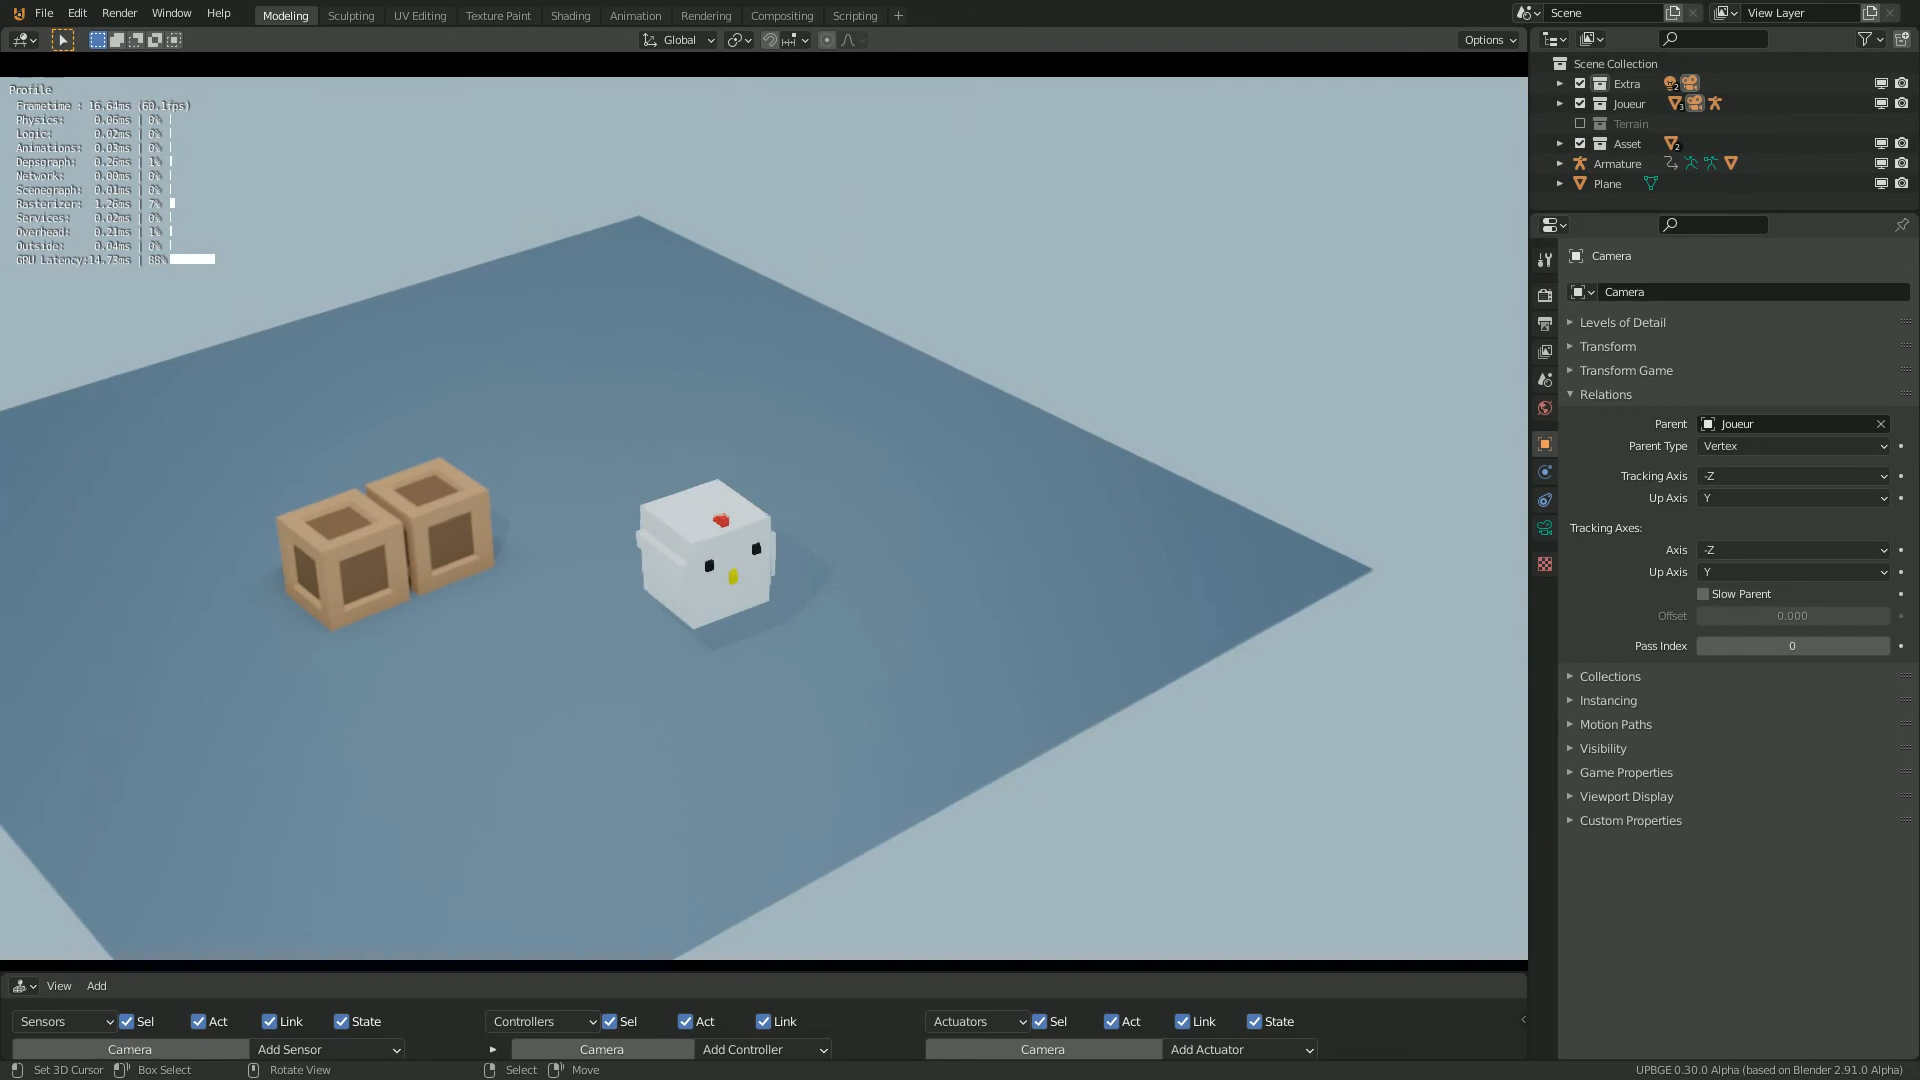 File Edit Render Window Help
Modeling Sculpting UV Editing Texture Paint Shading Animation Rendering Compositing Scripting
Scene
View Layer
Global
Options
Profile
Frametime : 16.64ms (60.1fps)
Physics: 0.06ms | 0%
Logic: 0.02ms | 0%
Animations: 0.03ms | 0%
Depsgraph: 0.26ms | 1%
Network: 0.00ms | 0%
Scenegraph: 0.01ms | 0%
Rasterizer: 1.26ms | 7%
Services: 0.02ms | 0%
Overhead: 0.21ms | 1%
Outside: 0.04ms | 0%
GPU Latency:14.73ms | 88%
Scene Collection
Extra 2
Joueur 3
Terrain
Asset 2
Armature
Plane
Camera
Camera
Levels of Detail
Transform
Transform Game
Relations
Parent Joueur
Parent Type Vertex
Tracking Axis -Z
Up Axis Y
Tracking Axes:
Axis -Z
Up Axis Y
Slow Parent
Offset 0.000
Pass Index 0
Collections
Instancing
Motion Paths
Visibility
Game Properties
Viewport Display
Custom Properties
View Add
Sensors Sel Act Link State
Controllers Sel Act Link
Actuators Sel Act Link State
Camera Add Sensor
Camera Add Controller
Camera Add Actuator
Set 3D Cursor Box Select Rotate View Select Move
UPBGE 0.30.0 Alpha (based on Blender 2.91.0 Alpha)